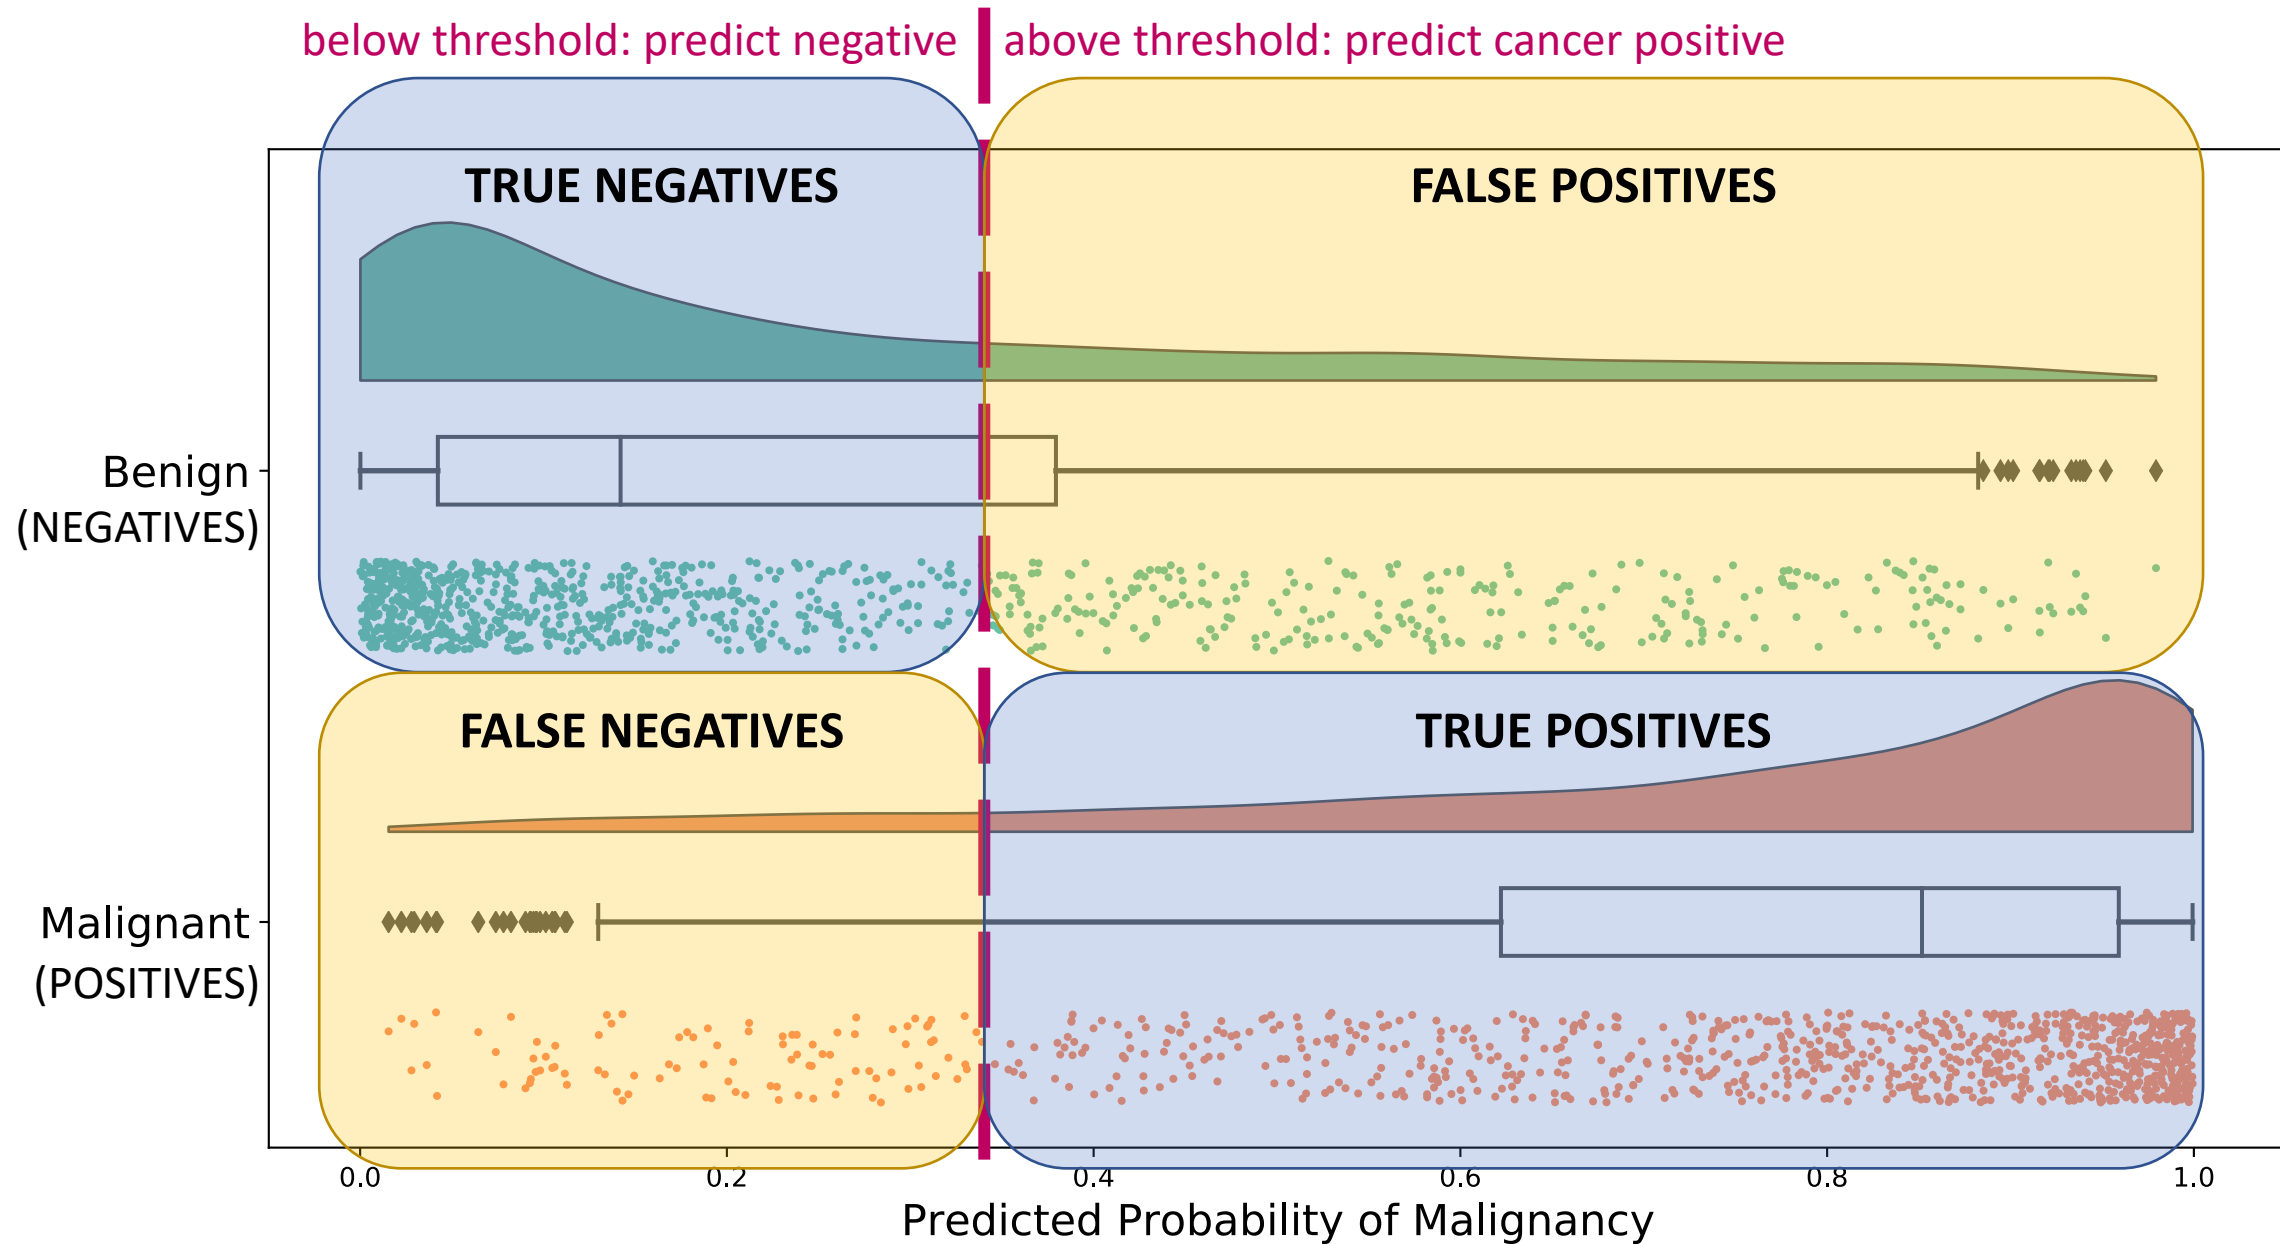 below threshold: predict negative
above threshold: predict cancer positive
TRUE NEGATIVES
FALSE POSITIVES
Benign
(NEGATIVES)
FALSE NEGATIVES
TRUE POSITIVES
Malignant
(POSITIVES)
0.0
0.2
0.4
0.6
0.8
1.0
Predicted Probability of Malignancy